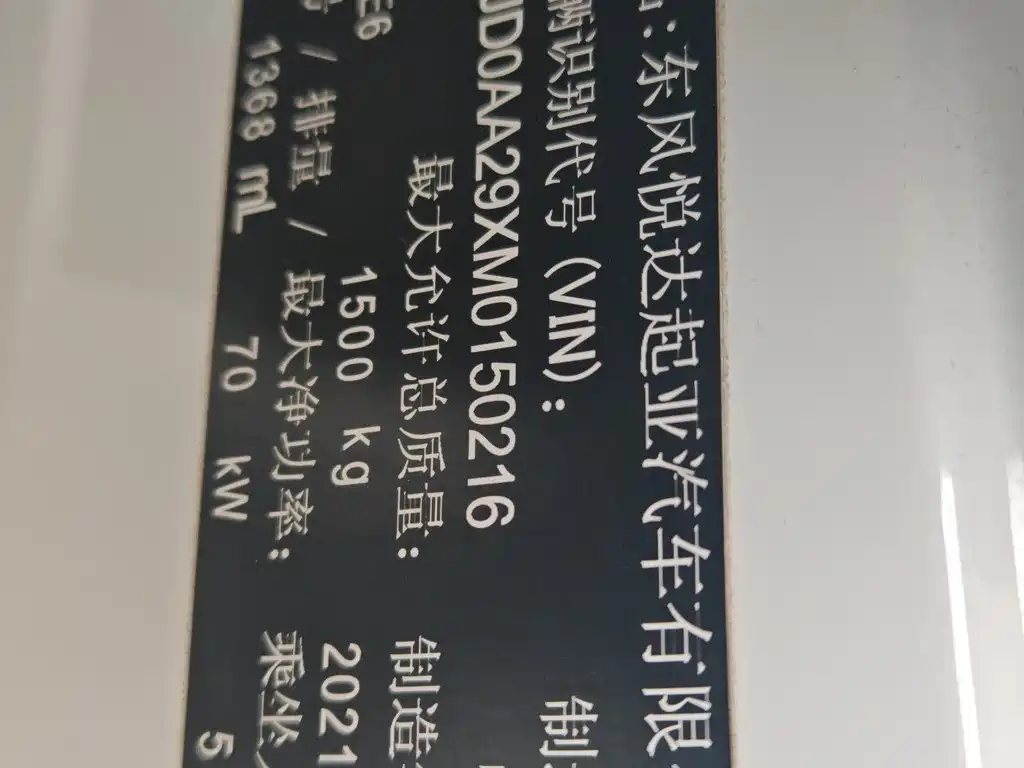 ：东风悦达起亚汽车有限
辆识别代号（VIN）： 制
JD0AA29XM0150216
最大允许总质量： 制造
E6 1500 kg 2021
/ 排量 / 最大净功率： 乘坐
1368 mL 70 kW 5